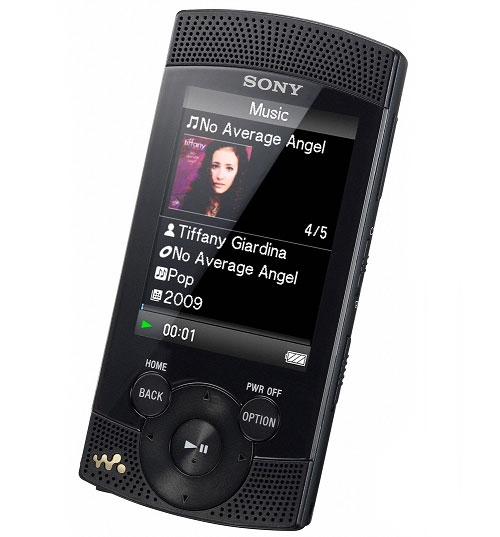 SONY
Music
No Average Angel
tiffany
4/5
Tiffany Giardina
No Average Angel
Pop
2009
00:01
HOME
BACK
PWR OFF
OPTION